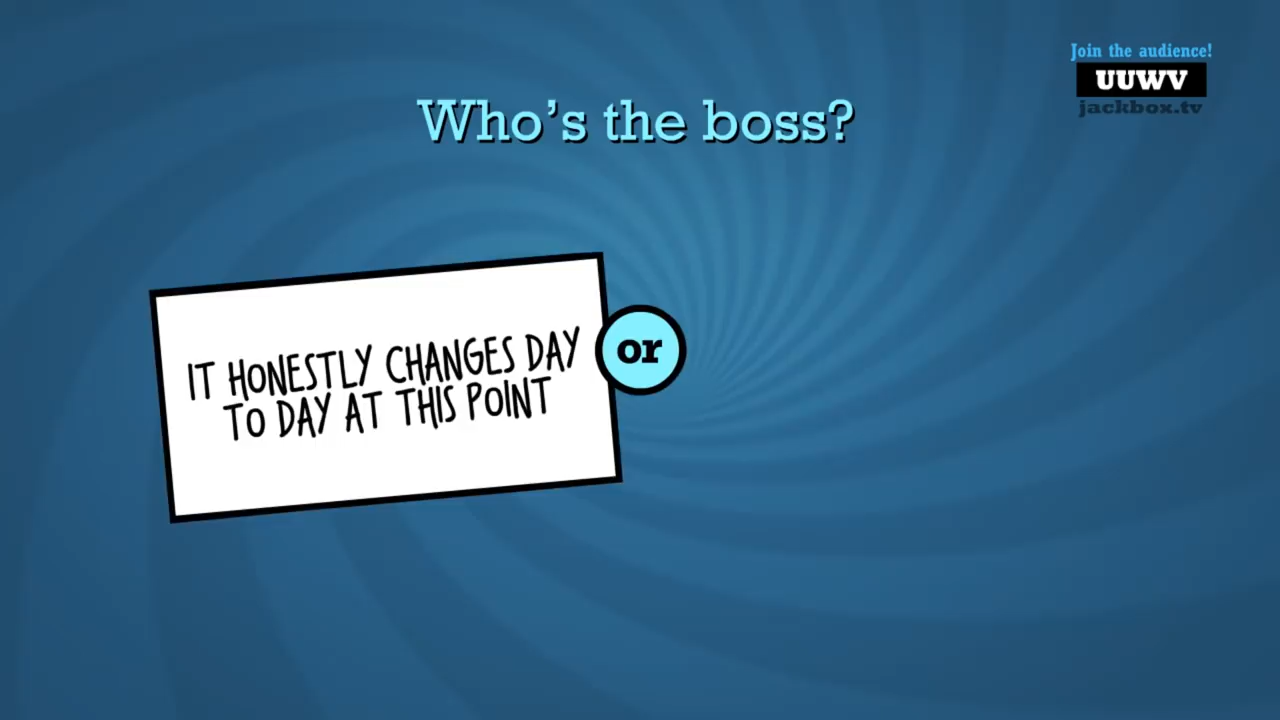 Join the audience!
UUWV
jackbox.tv
Who's the boss?
IT HONESTLY CHANGES DAY
TO DAY AT THIS POINT
or